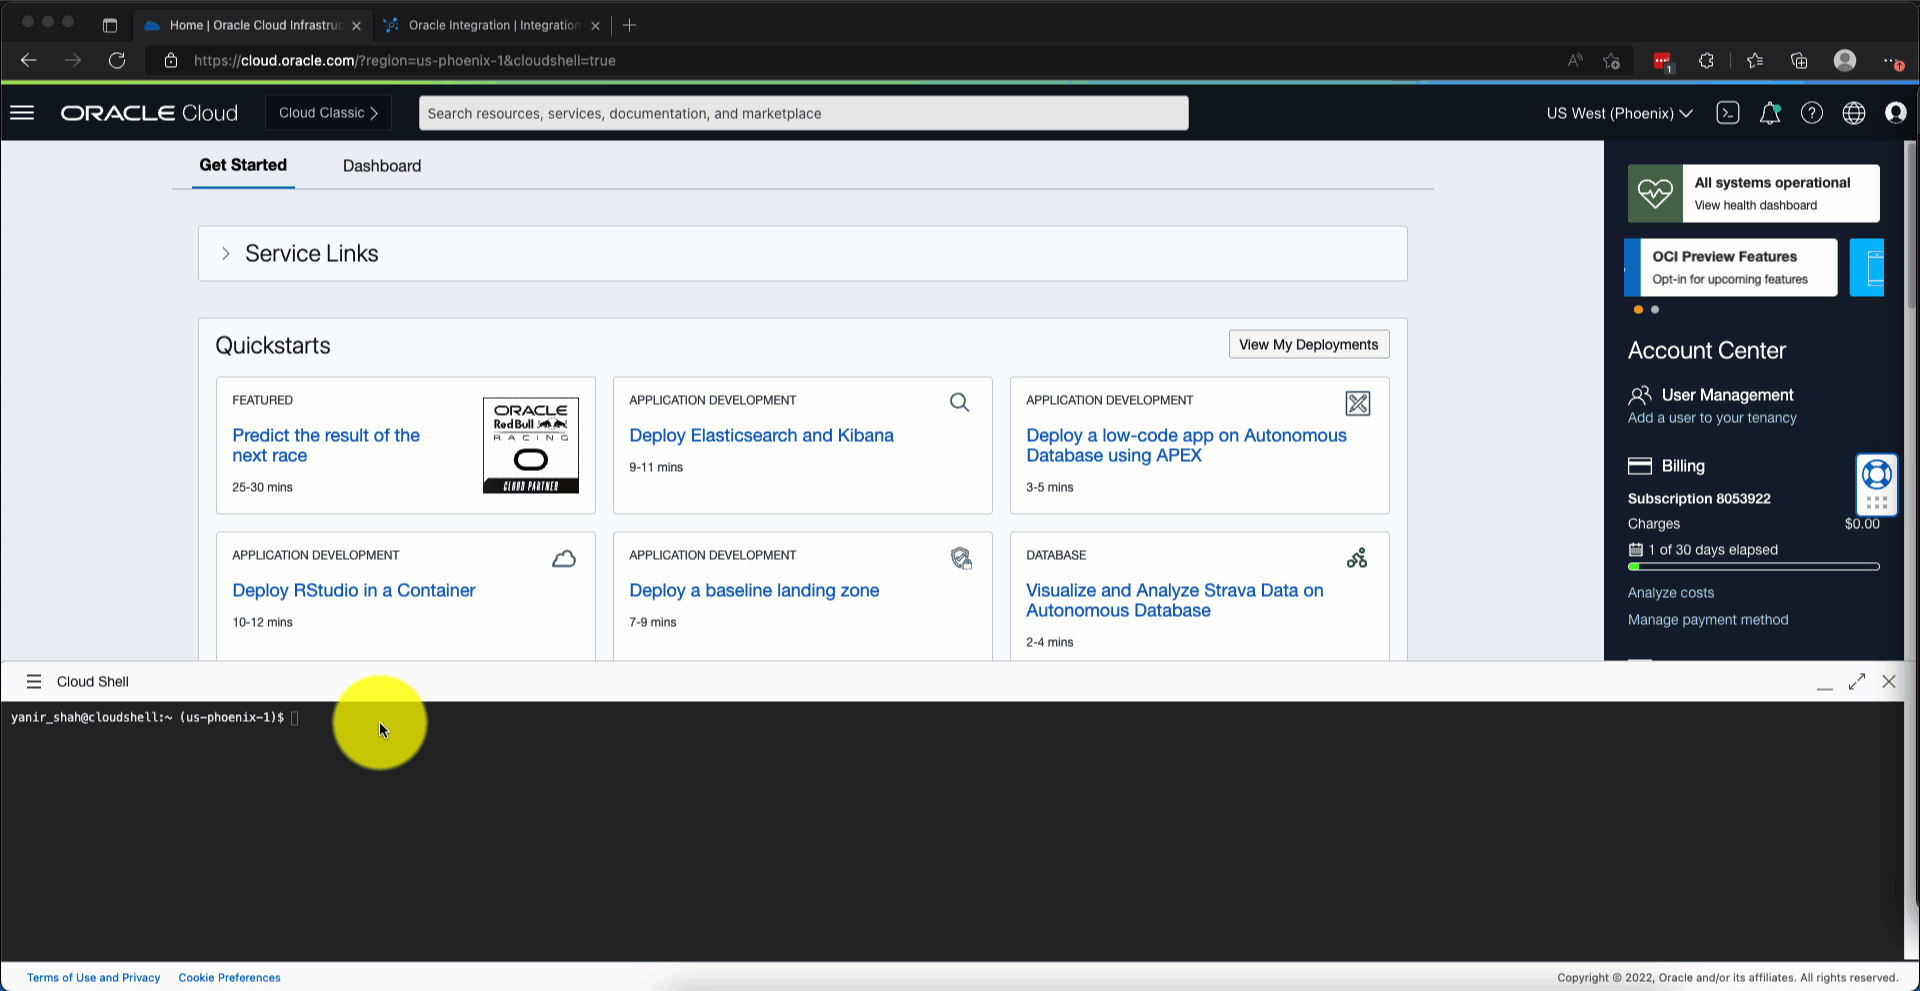 Home | Oracle Cloud Infrastruc
Oracle Integration | Integration
https://cloud.oracle.com/?region=us-phoenix-1&cloudshell=true
1
ORACLE Cloud
Cloud Classic
Search resources, services, documentation, and marketplace
US West (Phoenix)
Get Started
Dashboard
All systems operational
View health dashboard
Service Links
OCI Preview Features
Opt-in for upcoming features
Quickstarts
View My Deployments
Account Center
FEATURED
Predict the result of the
next race
25-30 mins
ORACLE
Red Bull
RACING
CLOUD PARTNER
APPLICATION DEVELOPMENT
Deploy Elasticsearch and Kibana
9-11 mins
APPLICATION DEVELOPMENT
Deploy a low-code app on Autonomous
Database using APEX
3-5 mins
User Management
Add a user to your tenancy
Billing
Subscription 8053922
Charges
$0.00
1 of 30 days elapsed
Analyze costs
Manage payment method
APPLICATION DEVELOPMENT
Deploy RStudio in a Container
10-12 mins
APPLICATION DEVELOPMENT
Deploy a baseline landing zone
7-9 mins
DATABASE
Visualize and Analyze Strava Data on
Autonomous Database
2-4 mins
Cloud Shell
yanir_shah@cloudshell:~ (us-phoenix-1)$
Terms of Use and Privacy
Cookie Preferences
Copyright © 2022, Oracle and/or its affiliates. All rights reserved.